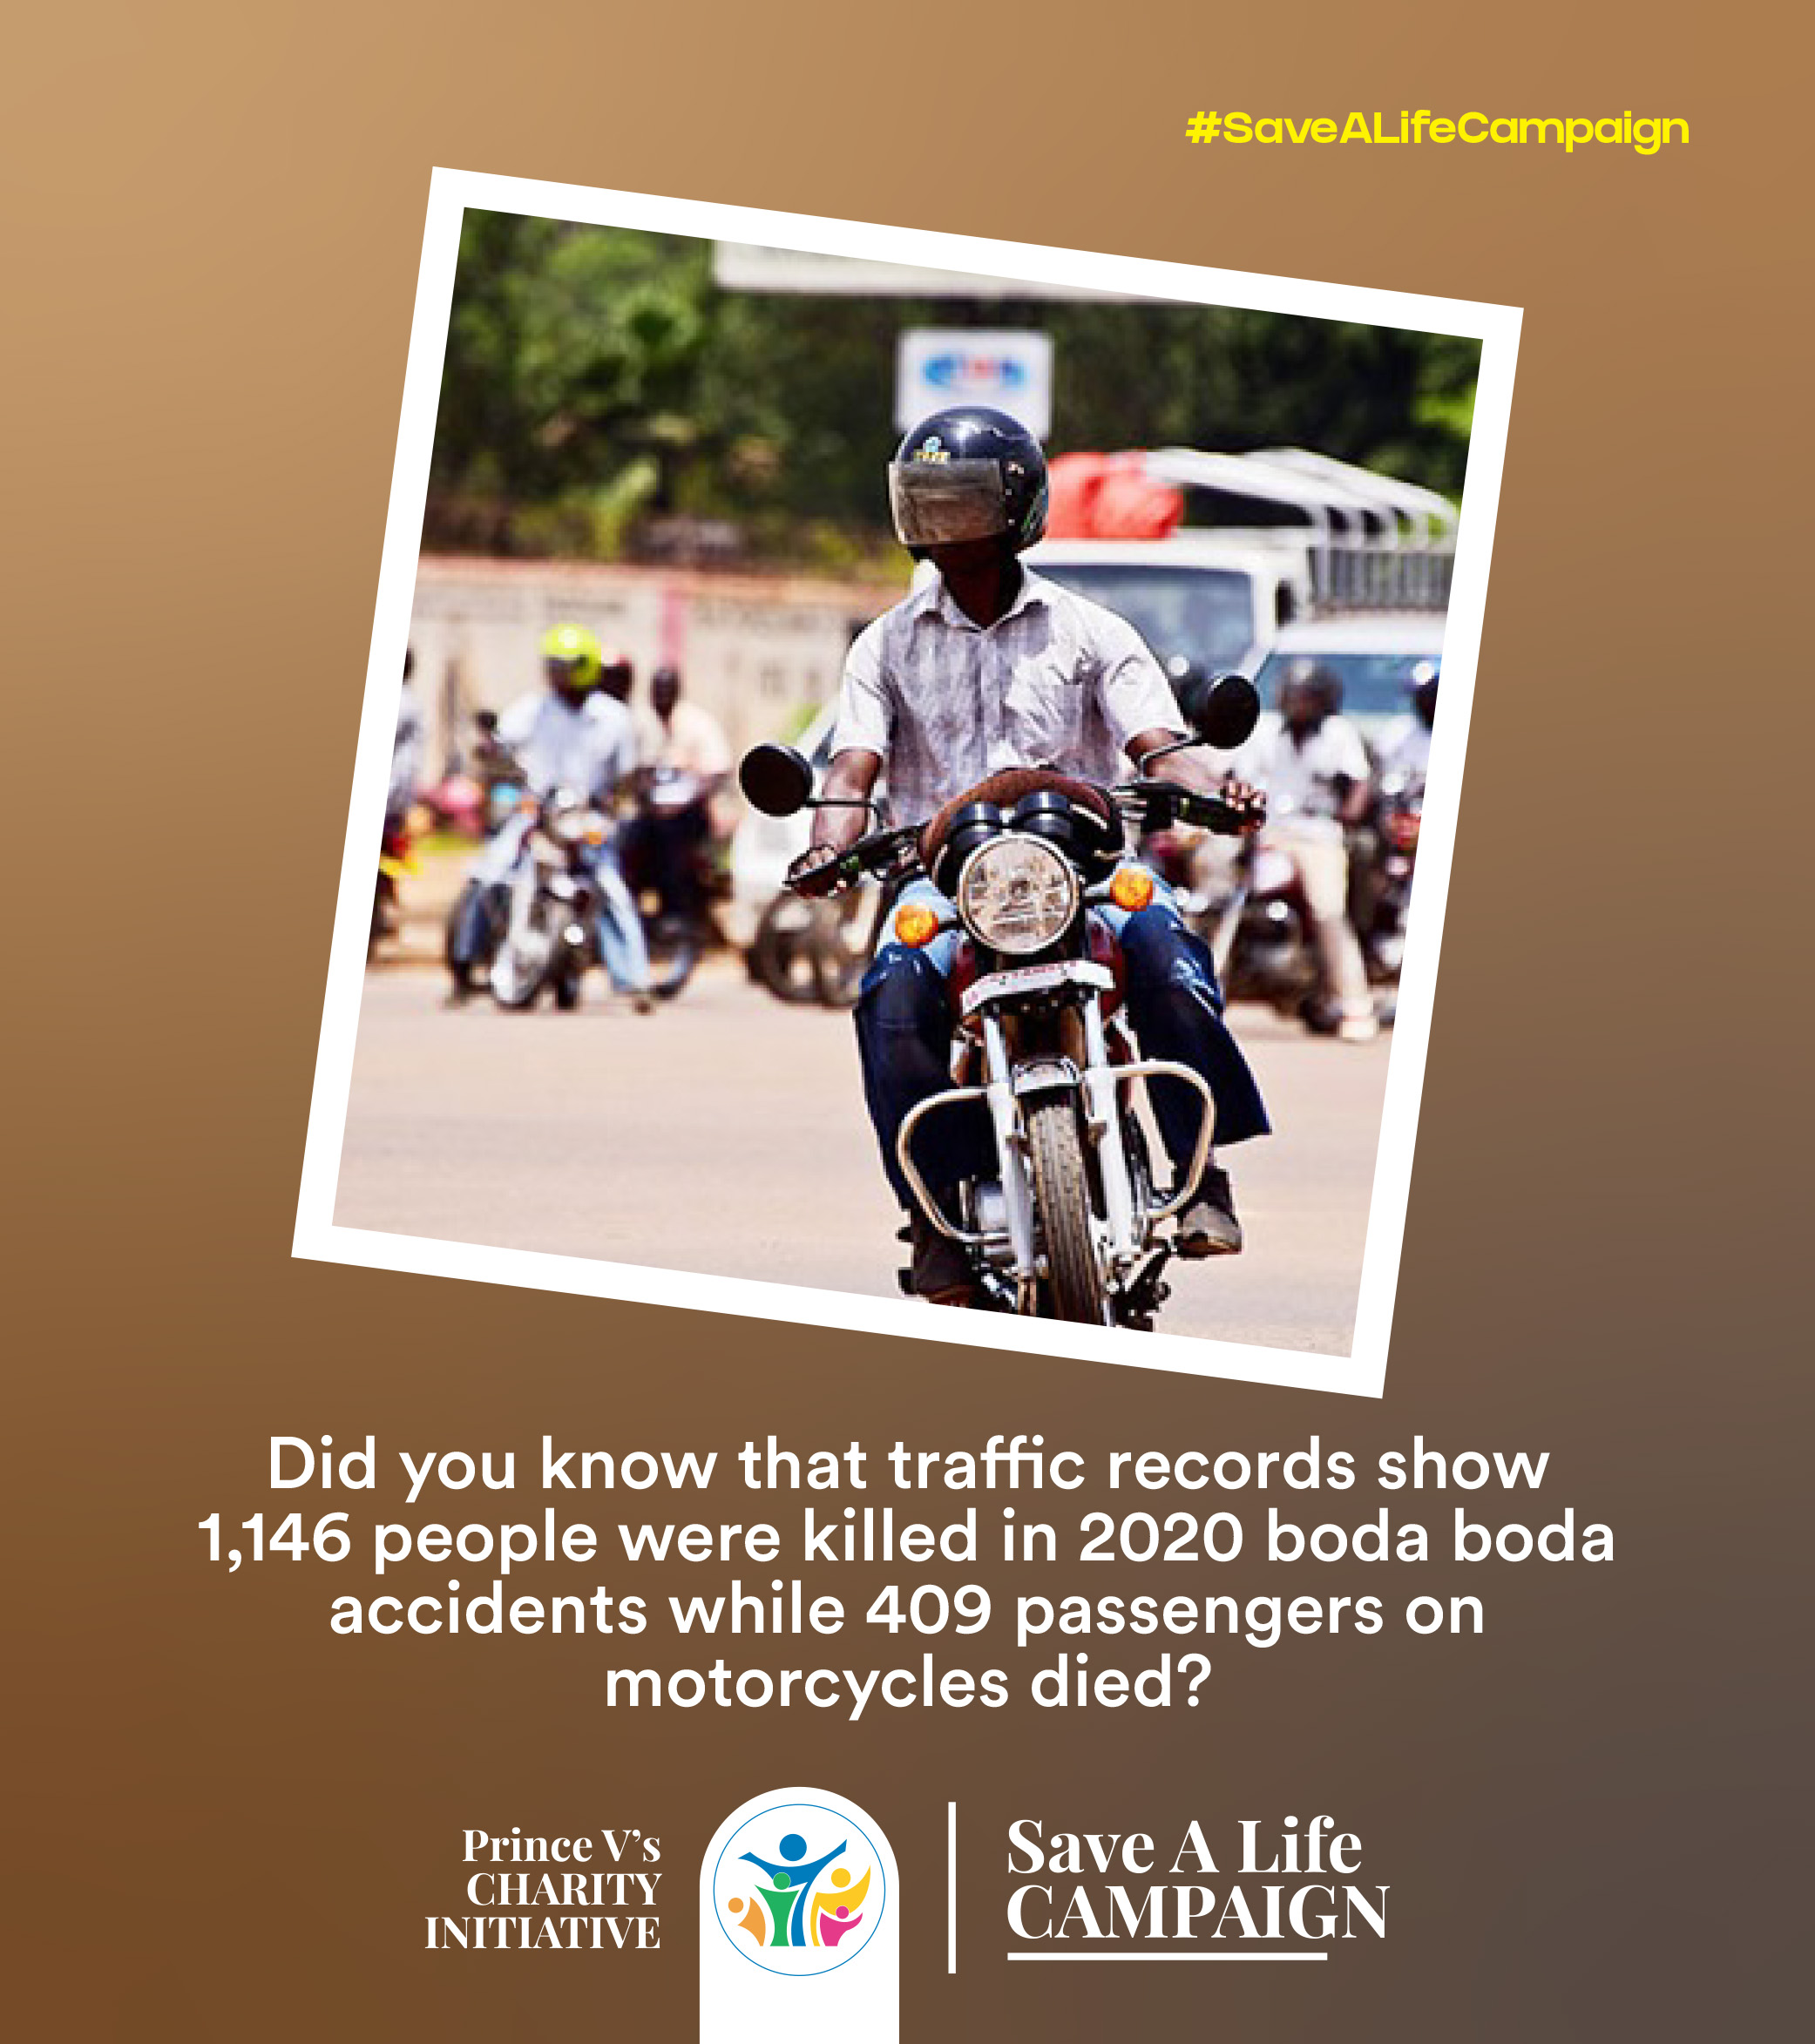 #SaveALifeCampaign
Did you know that traffic records show
1,146 people were killed in 2020 boda boda
accidents while 409 passengers on
motorcycles died?
Prince V’s
CHARITY
INITIATIVE
Save A Life
CAMPAIGN